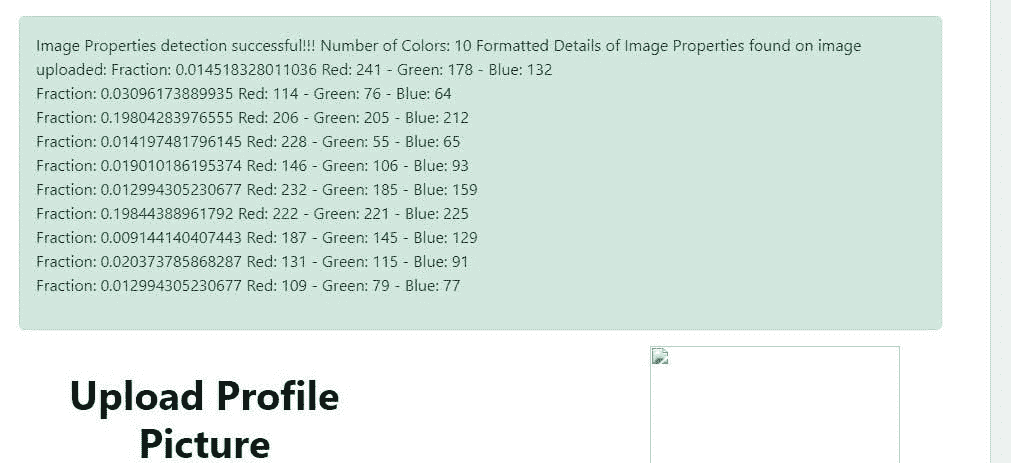 Image Properties detection successful!!! Number of Colors: 10 Formatted Details of Image Properties found on image
uploaded: Fraction: 0.014518328011036 Red: 241 - Green: 178 - Blue: 132
Fraction: 0.03096173889935 Red: 114 - Green: 76 - Blue: 64
Fraction: 0.19804283976555 Red: 206 - Green: 205 - Blue: 212
Fraction: 0.014197481796145 Red: 228 - Green: 55 - Blue: 65
Fraction: 0.019010186195374 Red: 146 - Green: 106 - Blue: 93
Fraction: 0.012994305230677 Red: 232 - Green: 185 - Blue: 159
Fraction: 0.19844388961792 Red: 222 - Green: 221 - Blue: 225
Fraction: 0.009144140407443 Red: 187 - Green: 145 - Blue: 129
Fraction: 0.020373785868287 Red: 131 - Green: 115 - Blue: 91
Fraction: 0.012994305230677 Red: 109 - Green: 79 - Blue: 77
Upload Profile
Picture